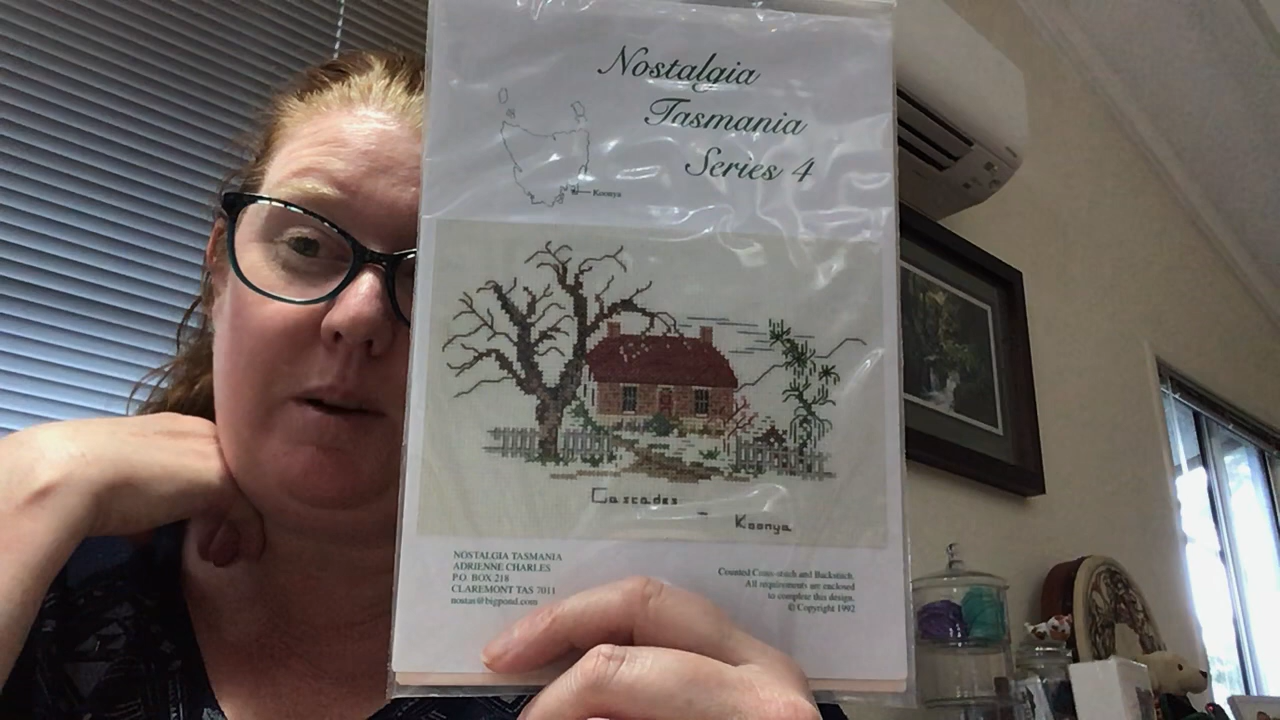 Nostalgia
Tasmania
Series 4
Koonya
Cascades
- Koonya
NOSTALGIA TASMANIA
ADRIENNE CHARLES
P.O. BOX 218
CLAREMONT TAS 7011
nostas@bigpond.com
Counted Cross-stitch and Backstitch.
All requirements are enclosed
to complete this design.
© Copyright 1992